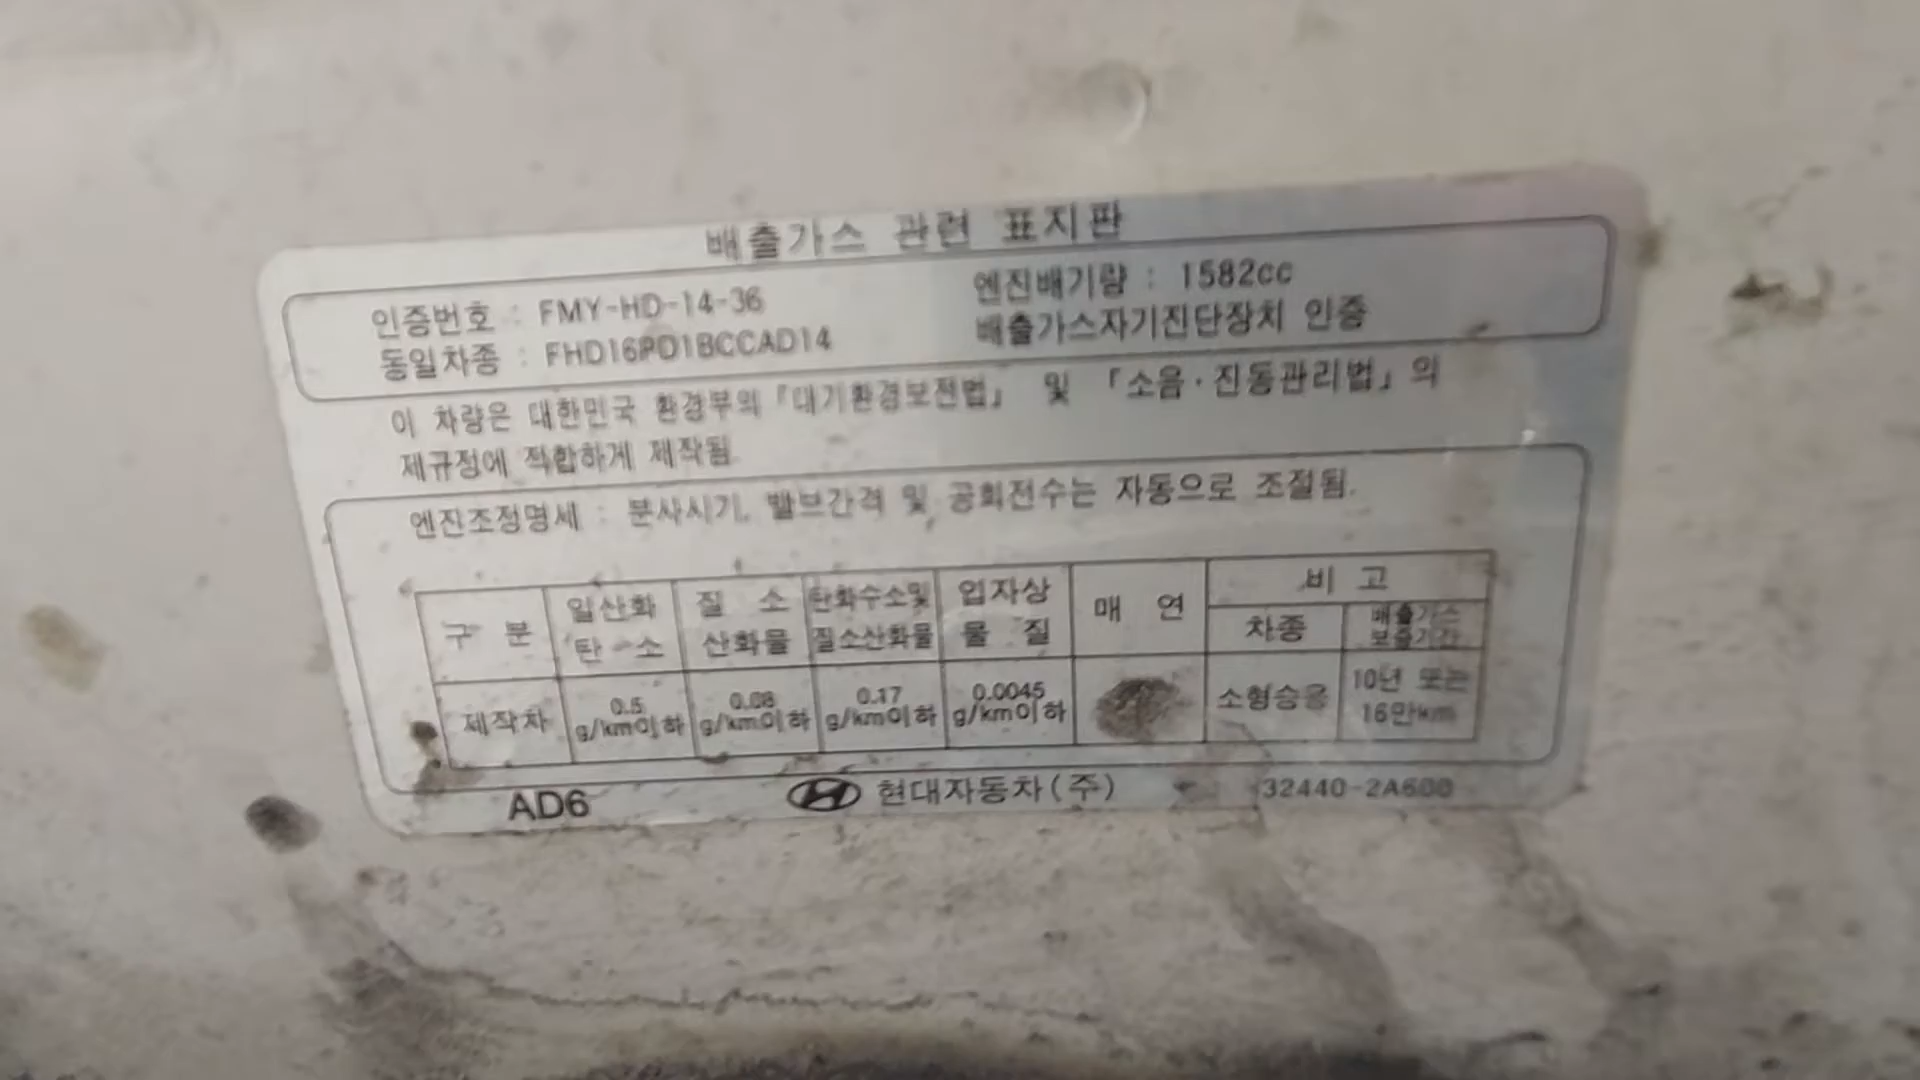 배출가스 관련 표지판
인증번호 : FMY-HD-14-36 엔진배기량 : 1582cc
동일차종 : FHD16PD1BCCAD14 배출가스자기진단장치 인증
이 차량은 대한민국 환경부의 「대기환경보전법」 및 「소음·진동관리법」의
제규정에 적합하게 제작됨.
엔진조정명세 : 분사시기, 밸브간격 및 공회전수는 자동으로 조절됨.
구 분 일산화탄소 질 소 산화물 탄화수소및 질소산화물 입자상 물 질 매 연 비 고
차종 배출가스 보증기간
제작차 0.5 g/km이하 0.08 g/km이하 0.17 g/km이하 0.0045 g/km이하 소형승용 10년 또는 16만km
AD6 현대자동차(주) 32440-2A600